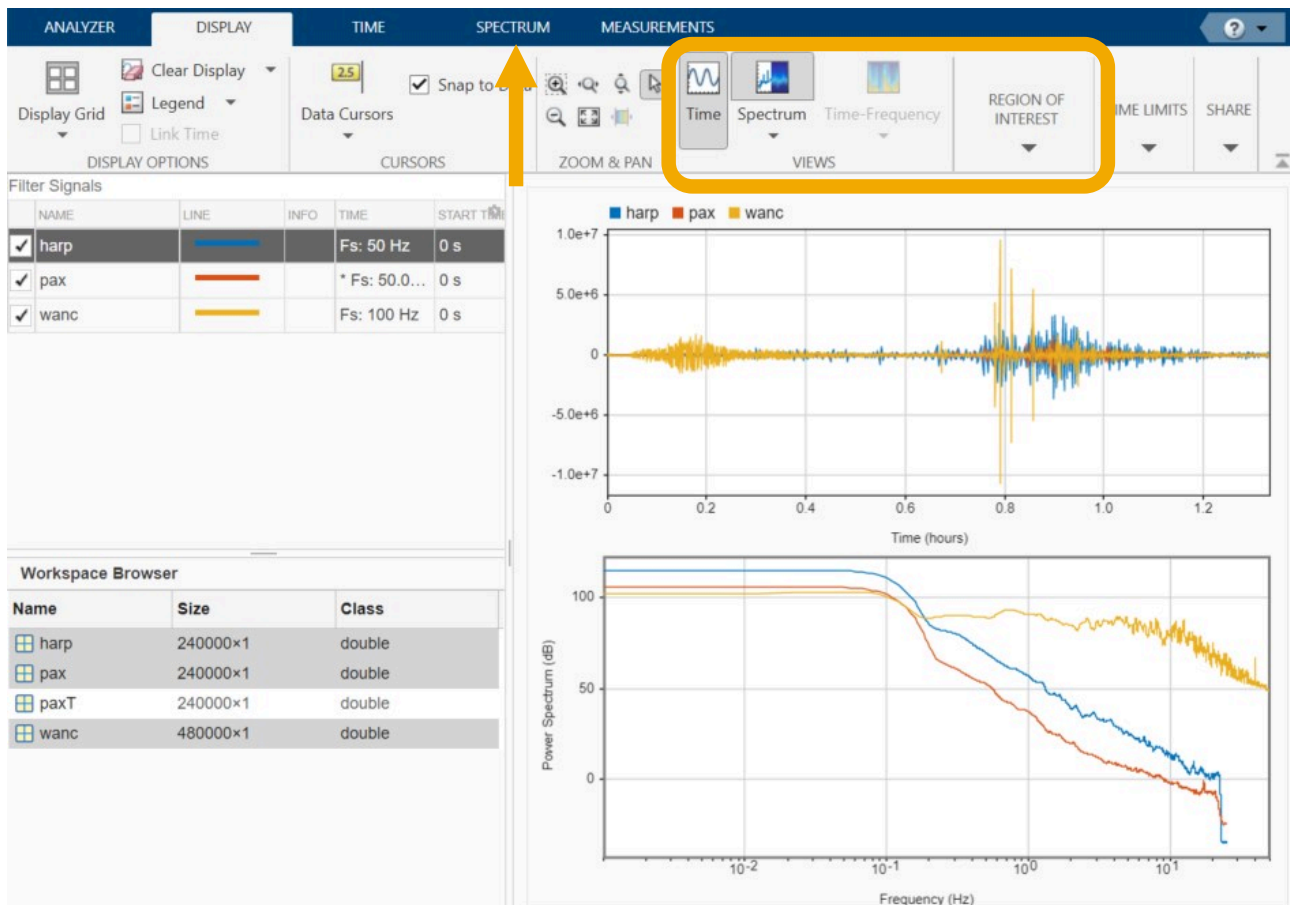 ANALYZER DISPLAY TIME SPECTRUM MEASUREMENTS ?
Display Grid
Clear Display
Legend
Link Time
DISPLAY OPTIONS
2.5
Data Cursors
Snap to
CURSORS
ZOOM & PAN
Time
Spectrum
Time-Frequency
VIEWS
REGION OF
INTEREST
LIMITS
SHARE
Filter Signals
NAME LINE INFO TIME START
harp Fs: 50 Hz 0 s
pax * Fs: 50.0... 0 s
wanc Fs: 100 Hz 0 s
Workspace Browser
Name Size Class
harp 240000×1 double
pax 240000×1 double
paxT 240000×1 double
wanc 480000×1 double
harp pax wanc
1.0e+7
5.0e+6
0
-5.0e+6
-1.0e+7
0 0.2 0.4 0.6 0.8 1.0 1.2
Time (hours)
Power Spectrum (dB)
100
50
0
10-2 10-1 100 101
Frequency (Hz)